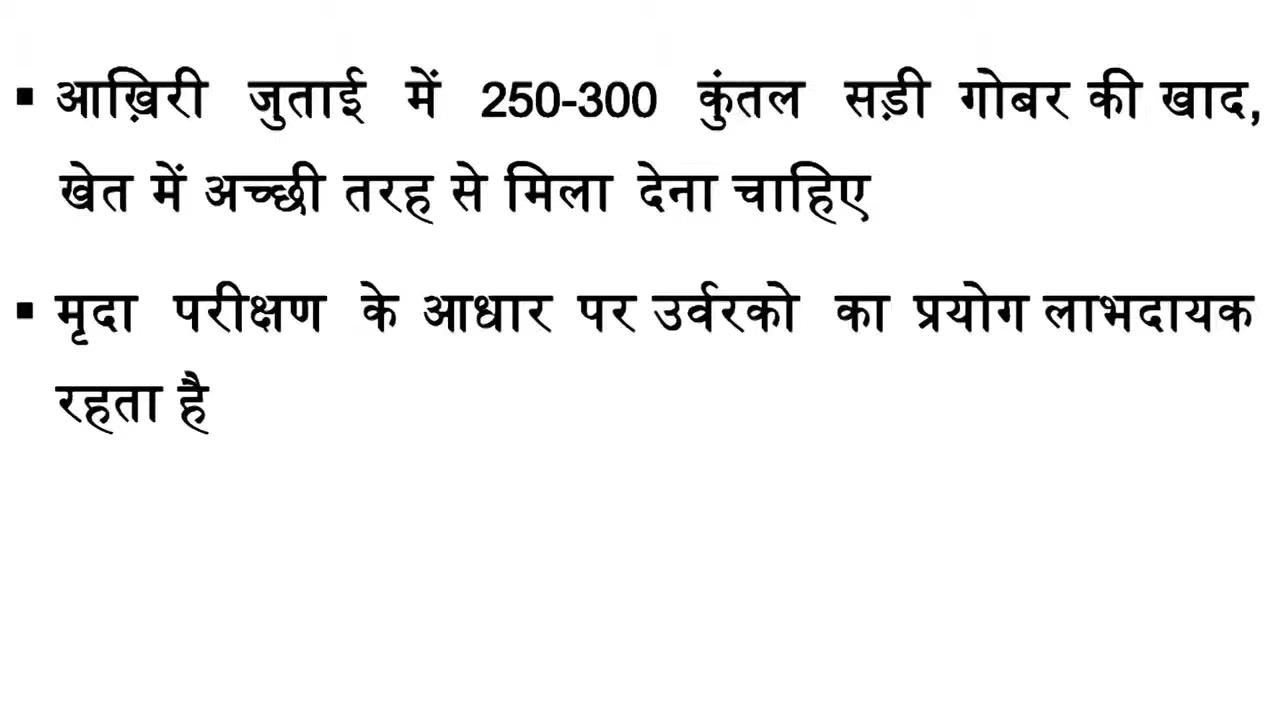 ▪ आख़िरी जुताई में 250-300 कुंतल सड़ी गोबर की खाद,
खेत में अच्छी तरह से मिला देना चाहिए
▪ मृदा परीक्षण के आधार पर उर्वरको का प्रयोग लाभदायक
रहता है